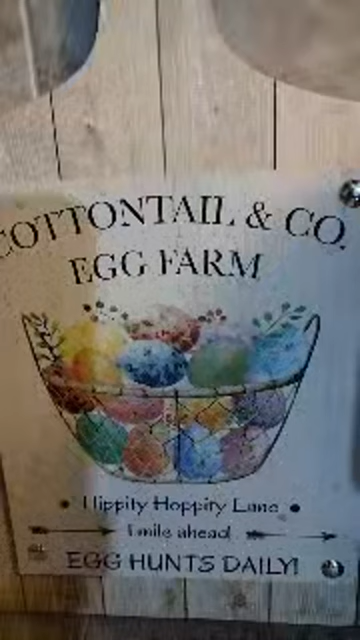 COTTONTAIL & CO.
EGG FARM
• Hippity Hoppity Lane •
1 mile ahead
EGG HUNTS DAILY!